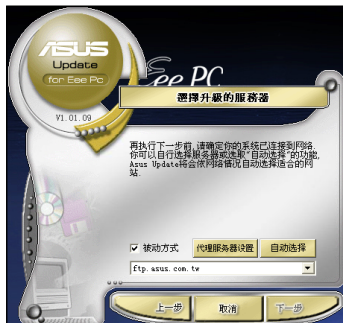 ASUS
Update
for Eee Pc
V1.01.09
Eee PC
選擇升級的服務器
再执行下一步前,请确定你的系统已连接到网络.
你可以自行选择服务器或选取"自动选择"的功能,
Asus Update将会依网络情况自动选择适合的网
站.
被动方式
代理服务器设置
自动选择
ftp.asus.com.tw
上一步
取消
下一步